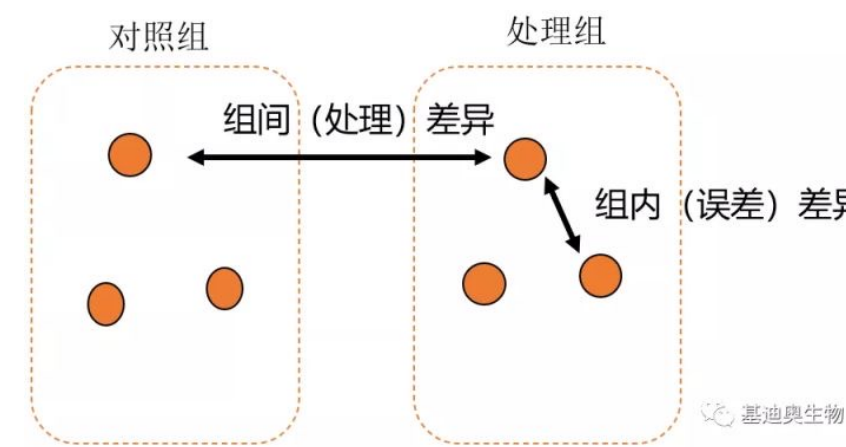 对照组
处理组
组间（处理）差异
组内（误差）差异
基迪奥生物